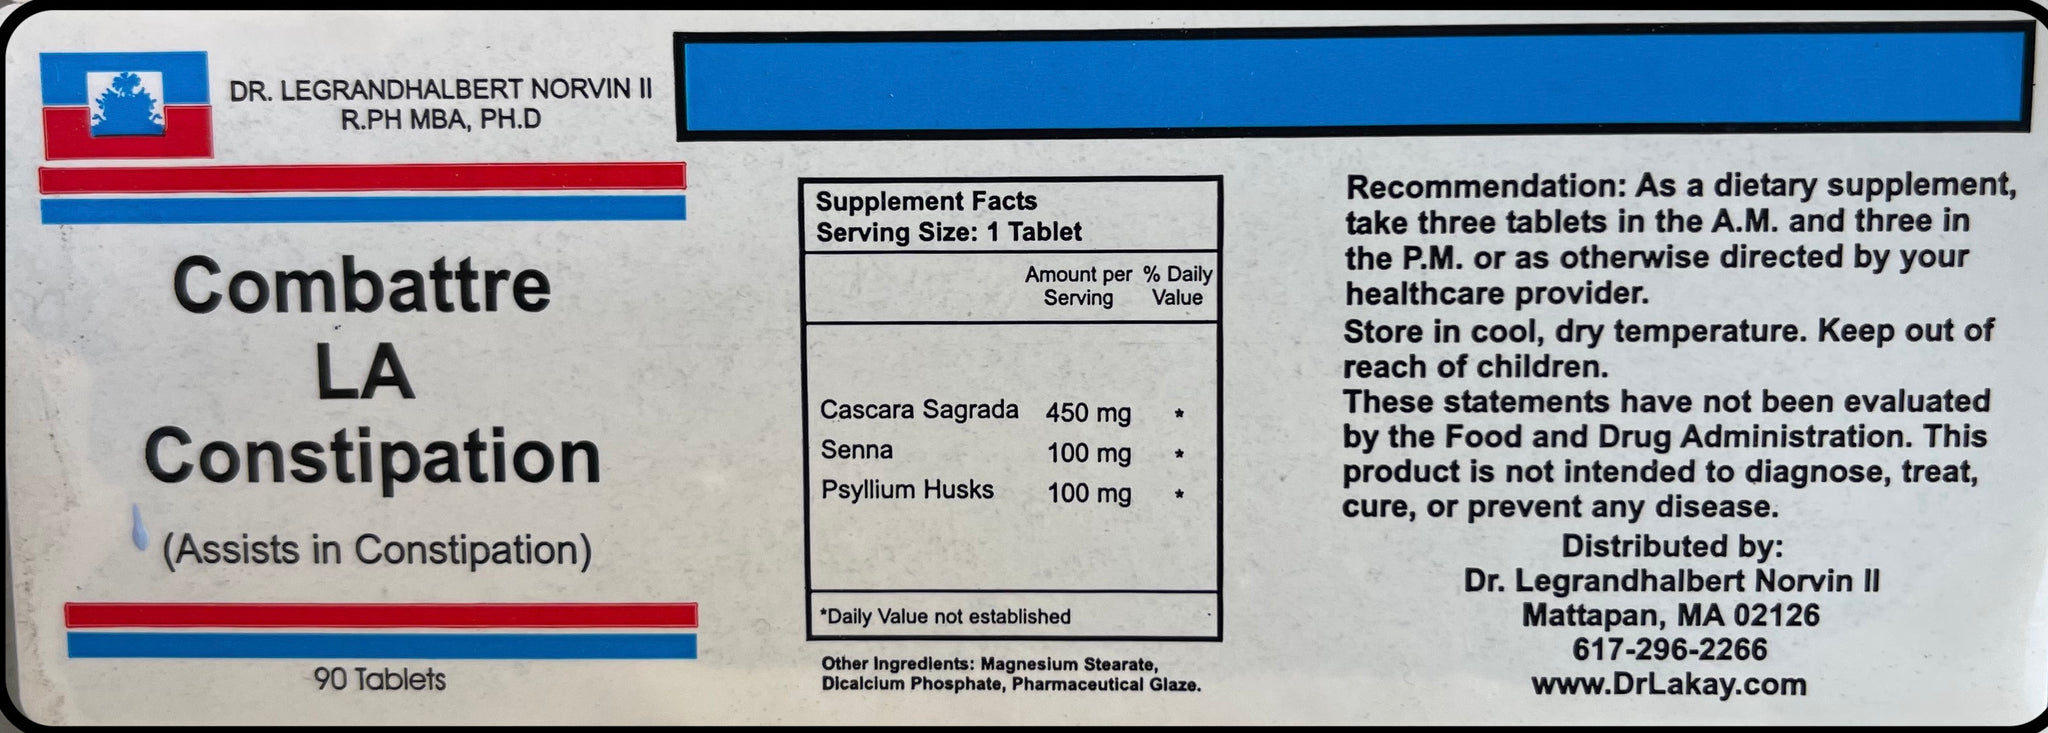 DR. LEGRANDHALBERT NORVIN II
R.PH MBA, PH.D
Combattre
LA
Constipation
(Assists in Constipation)
90 Tablets
Supplement Facts
Serving Size: 1 Tablet
Amount per Serving % Daily Value
Cascara Sagrada 450 mg *
Senna 100 mg *
Psyllium Husks 100 mg *
*Daily Value not established
Other Ingredients: Magnesium Stearate,
Dicalcium Phosphate, Pharmaceutical Glaze.
Recommendation: As a dietary supplement,
take three tablets in the A.M. and three in
the P.M. or as otherwise directed by your
healthcare provider.
Store in cool, dry temperature. Keep out of
reach of children.
These statements have not been evaluated
by the Food and Drug Administration. This
product is not intended to diagnose, treat,
cure, or prevent any disease.
Distributed by:
Dr. Legrandhalbert Norvin II
Mattapan, MA 02126
617-296-2266
www.DrLakay.com